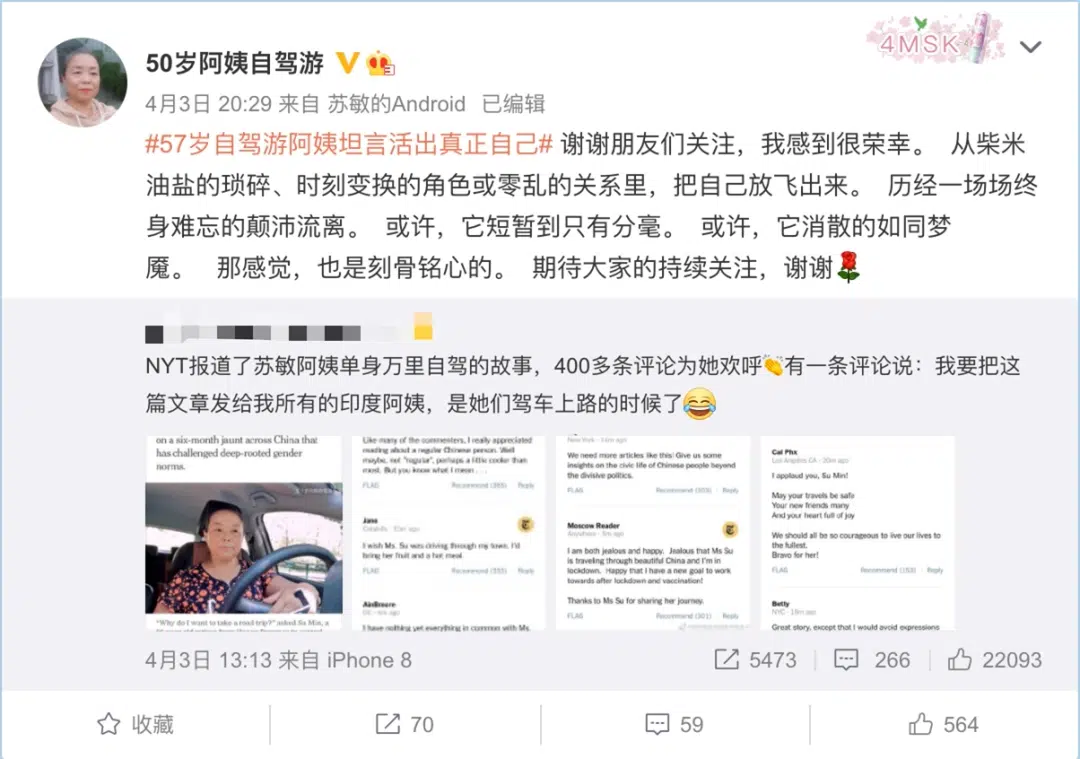 4MSK
50岁阿姨自驾游
4月3日 20:29 来自 苏敏的Android 已编辑
#57岁自驾游阿姨坦言活出真正自己# 谢谢朋友们关注，我感到很荣幸。 从柴米
油盐的琐碎、时刻变换的角色或零乱的关系里，把自己放飞出来。 历经一场场终
身难忘的颠沛流离。 或许，它短暂到只有分毫。 或许，它消散的如同梦
魇。 那感觉，也是刻骨铭心的。 期待大家的持续关注，谢谢🌹
NYT报道了苏敏阿姨单身万里自驾的故事，400多条评论为她欢呼👏有一条评论说：我要把这
篇文章发给我所有的印度阿姨，是她们驾车上路的时候了😂
on a six-month jaunt across China that
has challenged deep-rooted gender
norms.
"Why do I want to take a road trip?" asked Su Min, a
Like many of the commenters, I really appreciated
reading about a regular Chinese person. Well
maybe, not "regular", perhaps a little cooler than
most. But you know what I mean . . .
FLAG Recommend Reply
Jane
I wish Ms. Su was driving through my town. I'd
bring her fruit and a hot meal.
FLAG Recommend Reply
I have nothing yet everything in common with Ms.
We need more articles like this! Give us some
insights on the civic life of Chinese people beyond
the divisive politics.
FLAG Recommend Reply
Moscow Reader
I am both jealous and happy. Jealous that Ms Su
is traveling through beautiful China and I'm in
lockdown. Happy that I have a new goal to work
towards after lockdown and vaccination!
Thanks to Ms Su for sharing her journey.
FLAG Recommend (301) Reply
Cal Phx
I applaud you, Su Min!
May your travels be safe
Your new friends many
And your heart full of joy
We should all be so courageous to live our lives to
the fullest.
Bravo for her!
FLAG Recommend (153) Reply
Betty
Great story, except that I would avoid expressions
4月3日 13:13 来自 iPhone 8
5473 266 22093
收藏 70 59 564